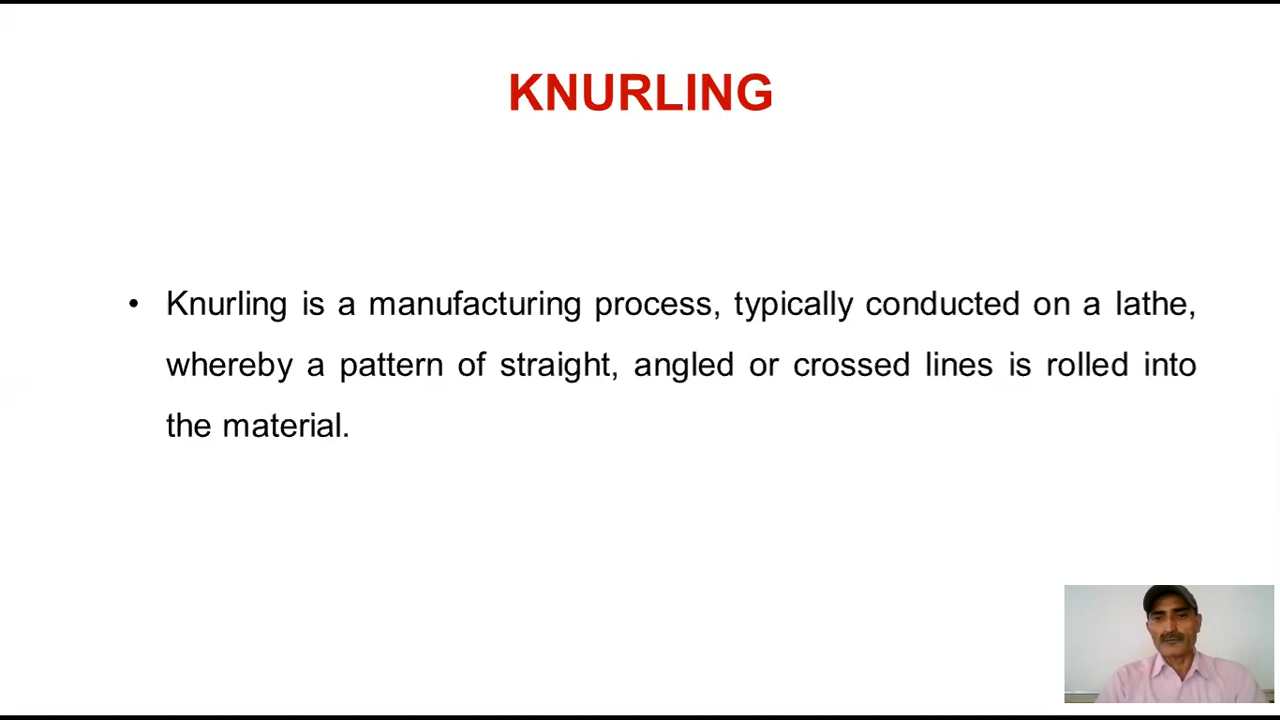 KNURLING
• Knurling is a manufacturing process, typically conducted on a lathe,
whereby a pattern of straight, angled or crossed lines is rolled into
the material.